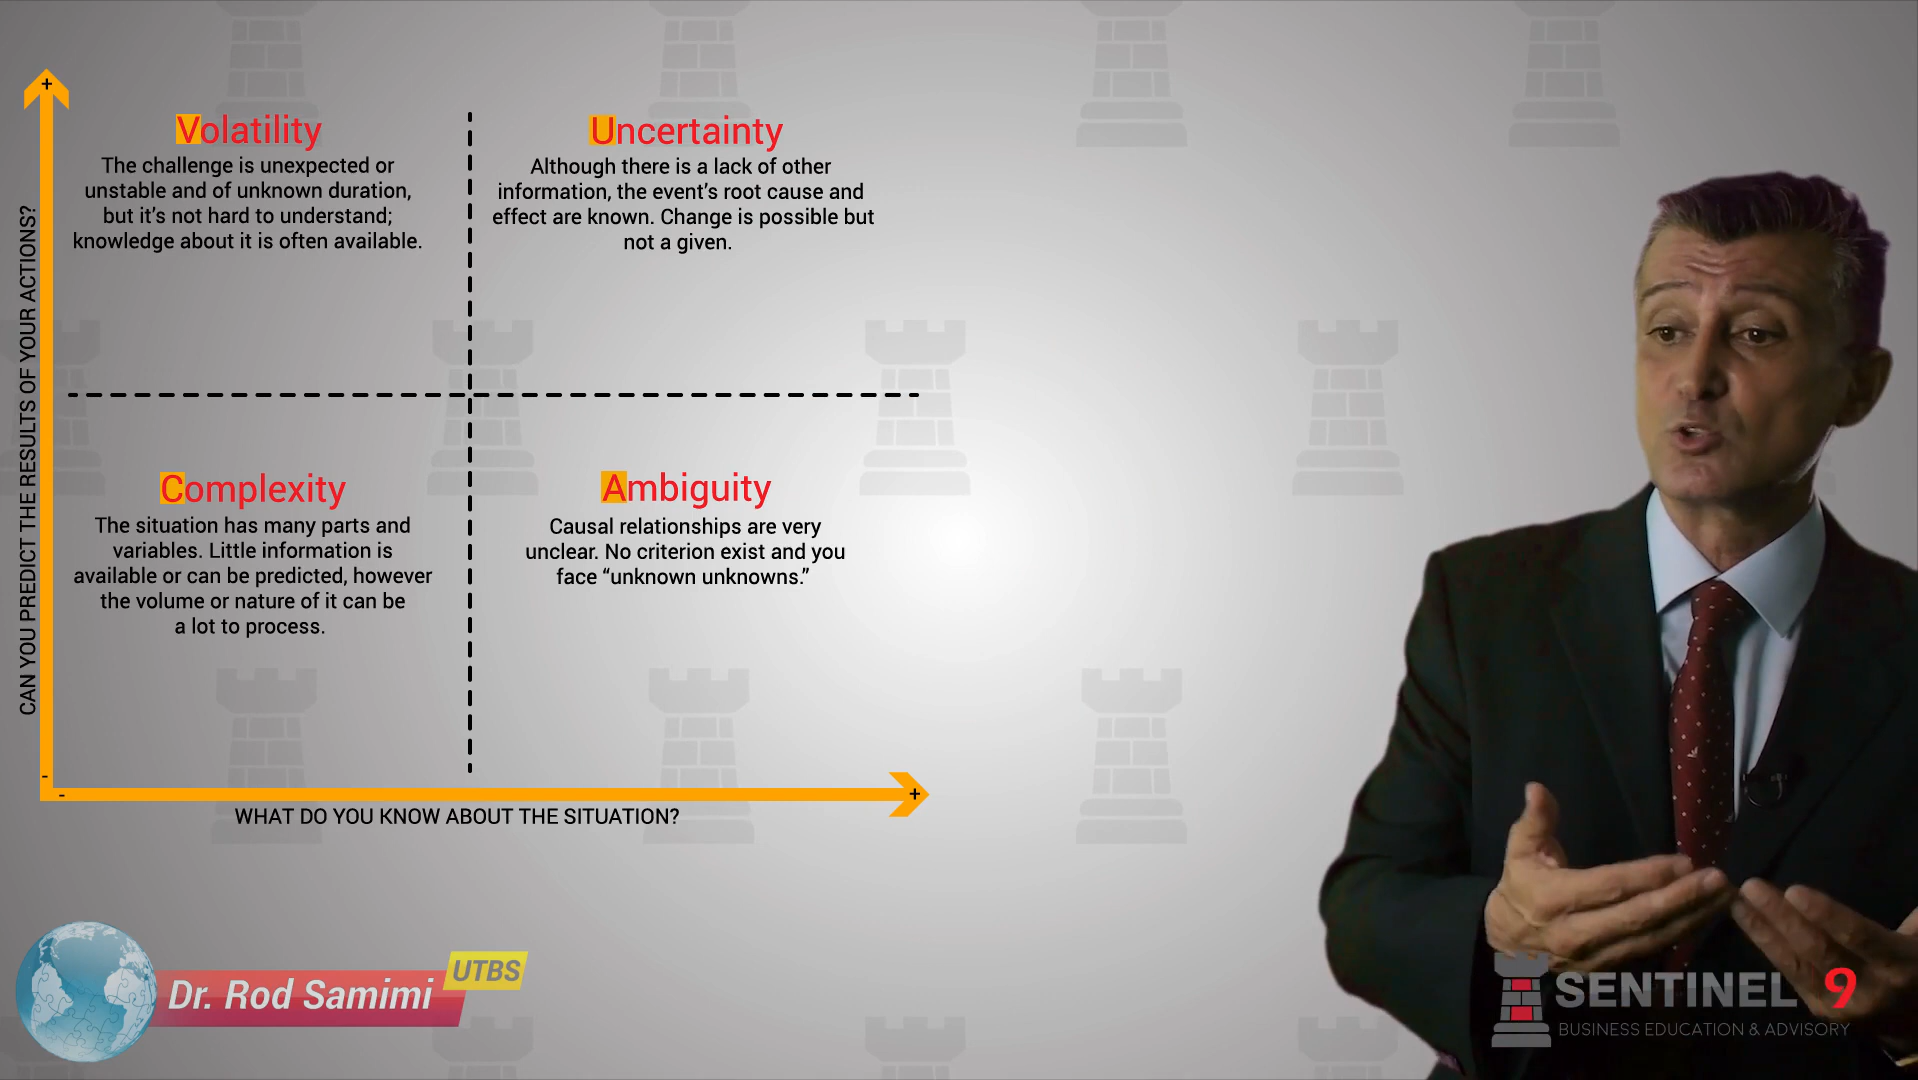 +
Volatility
The challenge is unexpected or
unstable and of unknown duration,
but it's not hard to understand;
knowledge about it is often available.
Uncertainty
Although there is a lack of other
information, the event's root cause and
effect are known. Change is possible but
not a given.
CAN YOU PREDICT THE RESULTS OF YOUR ACTIONS?
Complexity
The situation has many parts and
variables. Little information is
available or can be predicted, however
the volume or nature of it can be
a lot to process.
Ambiguity
Causal relationships are very
unclear. No criterion exist and you
face “unknown unknowns.”
-
-
+
WHAT DO YOU KNOW ABOUT THE SITUATION?
Dr. Rod Samimi
UTBS
SENTINEL 9
BUSINESS EDUCATION & ADVISORY